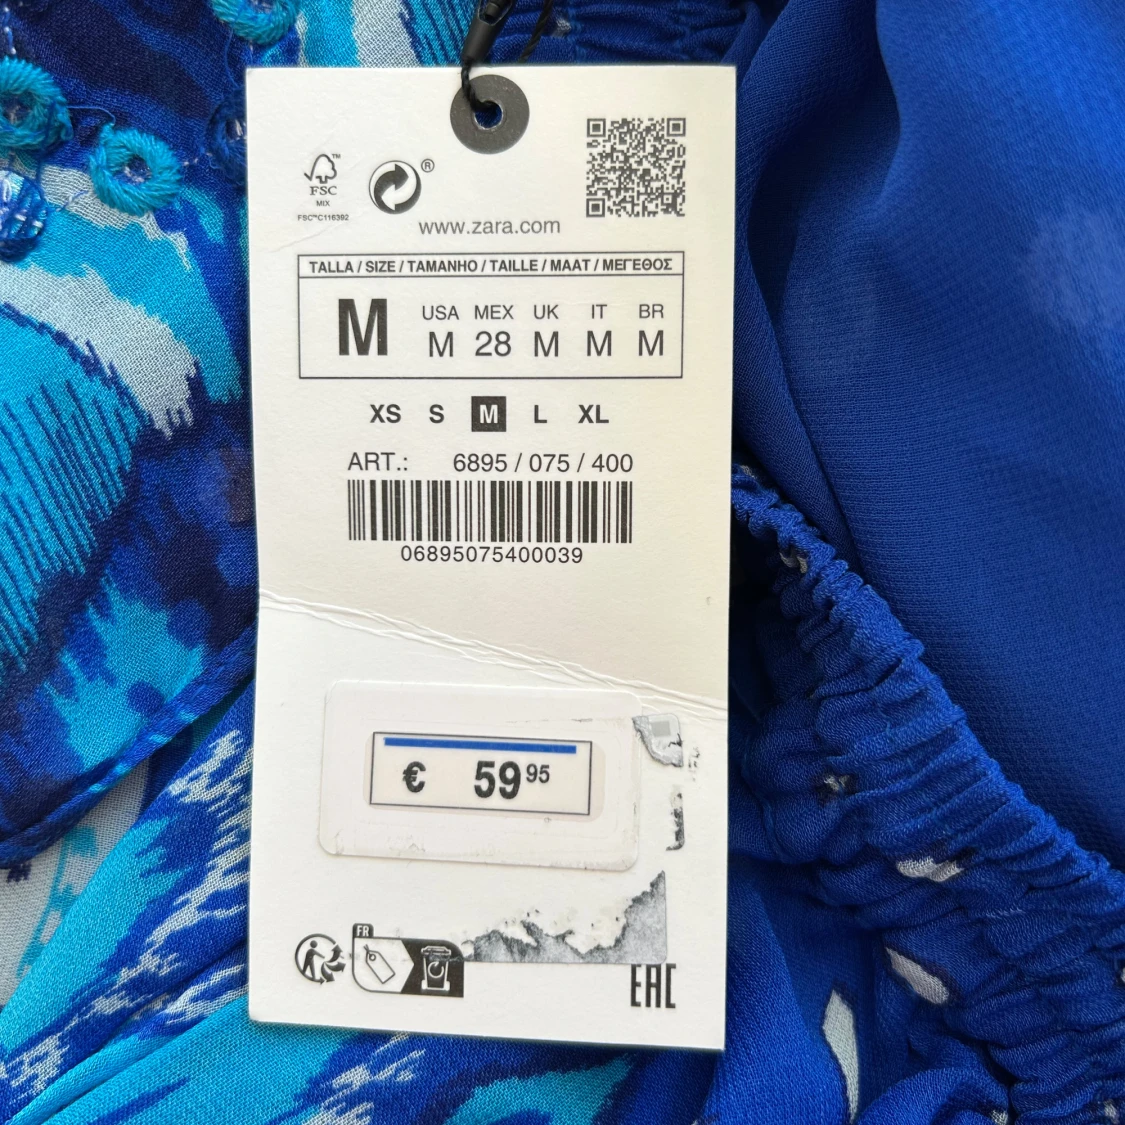 FSC
MIX
FSC™C116392
®
www.zara.com
TALLA / SIZE / TAMANHO / TAILLE / MAAT / ΜΕΓΕΘΟΣ
M
USA MEX UK IT BR
M 28 M M M
XS S M L XL
ART.: 6895 / 075 / 400
06895075400039
€ 59 95
FR
EAC